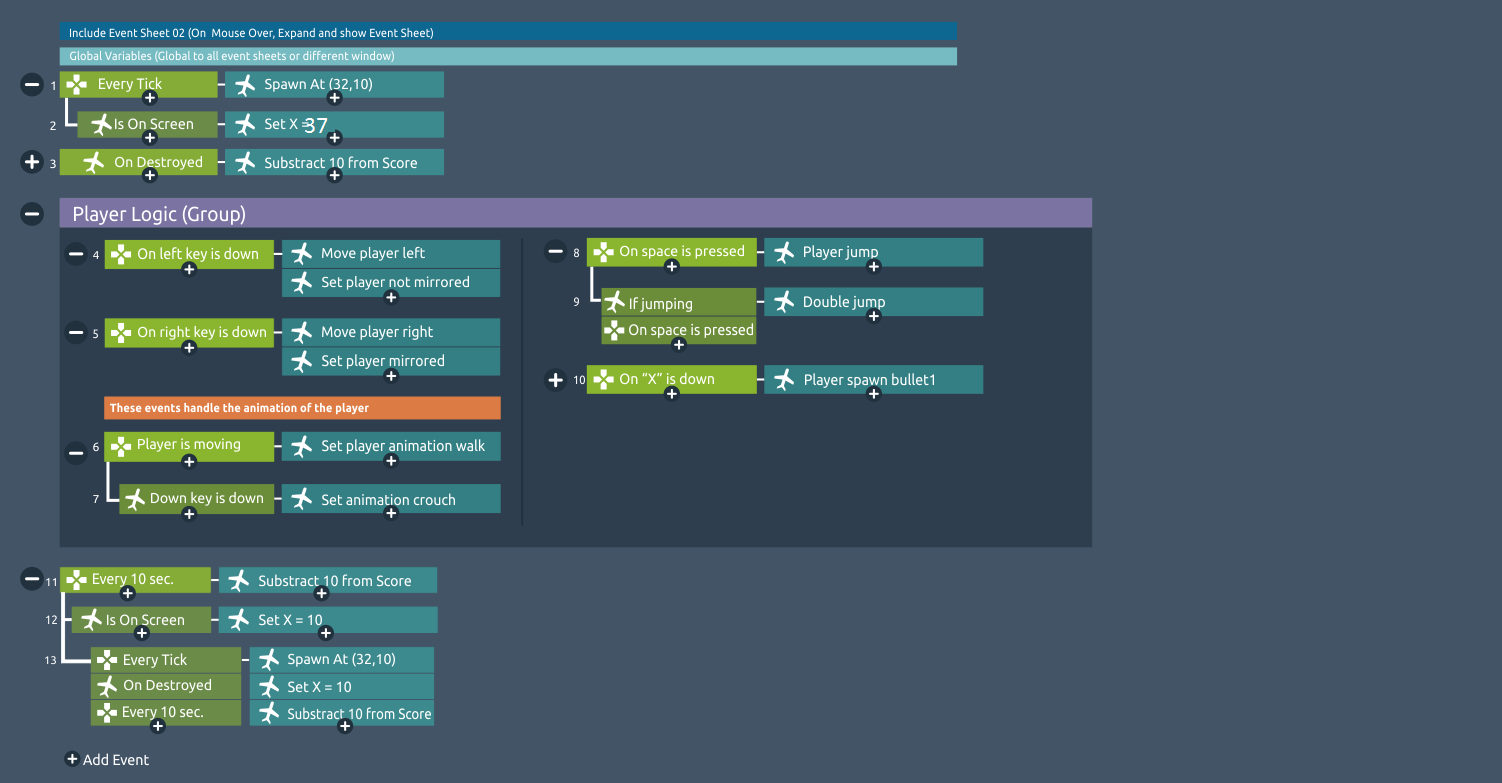 Include Event Sheet 02 (On Mouse Over, Expand and show Event Sheet)
Global Variables (Global to all event sheets or different window)
1 Every Tick Spawn At (32,10)
2 Is On Screen Set X = 37
3 On Destroyed Substract 10 from Score
Player Logic (Group)
4 On left key is down Move player left
Set player not mirrored
5 On right key is down Move player right
Set player mirrored
These events handle the animation of the player
6 Player is moving Set player animation walk
7 Down key is down Set animation crouch
8 On space is pressed Player jump
9 If jumping Double jump
On space is pressed
10 On "X" is down Player spawn bullet1
11 Every 10 sec. Substract 10 from Score
12 Is On Screen Set X = 10
13 Every Tick Spawn At (32,10)
On Destroyed Set X = 10
Every 10 sec. Substract 10 from Score
Add Event